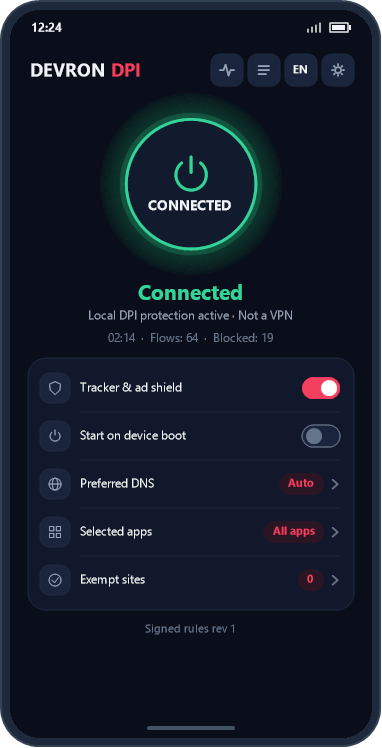 12:24
DEVRON DPI
EN
CONNECTED
Connected
Local DPI protection active · Not a VPN
02:14 · Flows: 64 · Blocked: 19
Tracker & ad shield
Start on device boot
Preferred DNS Auto
Selected apps All apps
Exempt sites 0
Signed rules rev 1